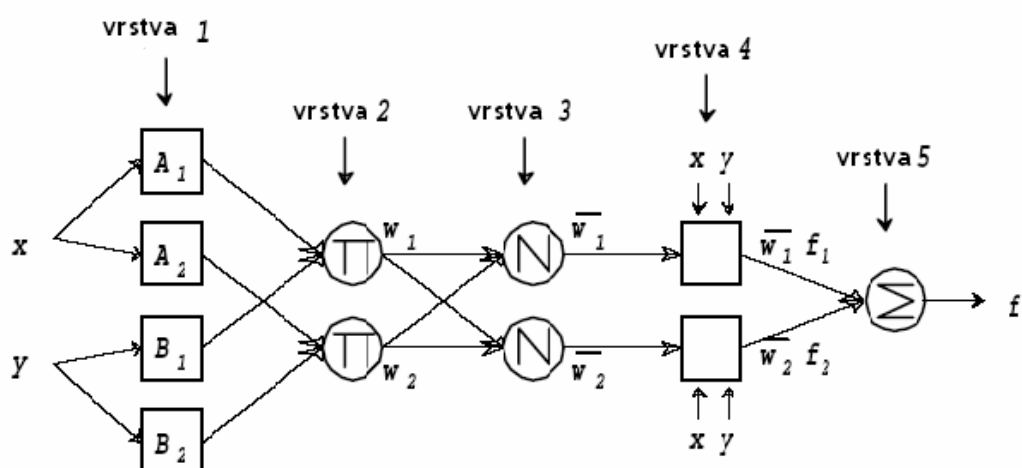 vrstva 1
vrstva 2
vrstva 3
vrstva 4
vrstva 5
x
y
A1
A2
B1
B2
∏
∏
w1
w2
N
N
w̅1
w̅2
x y
x y
w̅1 f1
w̅2 f2
Σ
f